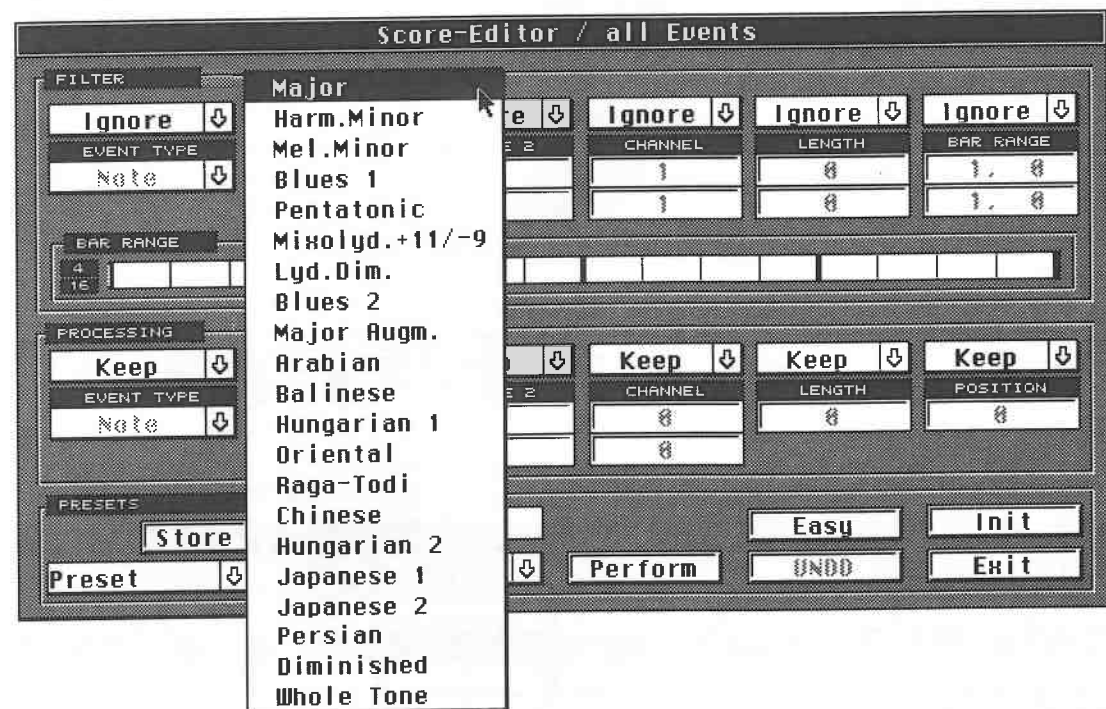 Score-Editor / all Events
FILTER
Ignore
re
Ignore
Ignore
Ignore
EVENT TYPE
E 2
CHANNEL
LENGTH
BAR RANGE
Note
1
0
1, 0
1
0
1, 0
BAR RANGE
4
16
PROCESSING
Keep
Keep
Keep
Keep
EVENT TYPE
E 2
CHANNEL
LENGTH
POSITION
Note
0
0
0
0
PRESETS
Store
Easy
Init
Preset
Perform
UNDO
Exit
Major
Harm.Minor
Mel.Minor
Blues 1
Pentatonic
Mixolyd.+11/-9
Lyd.Dim.
Blues 2
Major Augm.
Arabian
Balinese
Hungarian 1
Oriental
Raga-Todi
Chinese
Hungarian 2
Japanese 1
Japanese 2
Persian
Diminished
Whole Tone